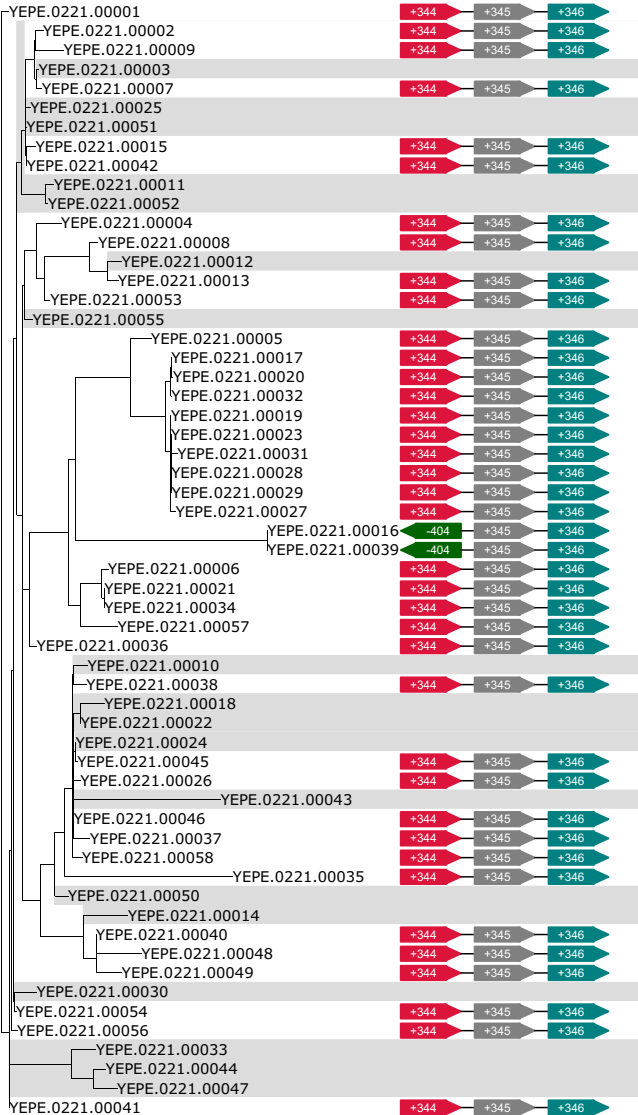 YEPE.0221.00001 +344 +345 +346
YEPE.0221.00002 +344 +345 +346
YEPE.0221.00009 +344 +345 +346
YEPE.0221.00003
YEPE.0221.00007 +344 +345 +346
YEPE.0221.00025
YEPE.0221.00051
YEPE.0221.00015 +344 +345 +346
YEPE.0221.00042 +344 +345 +346
YEPE.0221.00011
YEPE.0221.00052
YEPE.0221.00004 +344 +345 +346
YEPE.0221.00008 +344 +345 +346
YEPE.0221.00012
YEPE.0221.00013 +344 +345 +346
YEPE.0221.00053 +344 +345 +346
YEPE.0221.00055
YEPE.0221.00005 +344 +345 +346
YEPE.0221.00017 +344 +345 +346
YEPE.0221.00020 +344 +345 +346
YEPE.0221.00032 +344 +345 +346
YEPE.0221.00019 +344 +345 +346
YEPE.0221.00023 +344 +345 +346
YEPE.0221.00031 +344 +345 +346
YEPE.0221.00028 +344 +345 +346
YEPE.0221.00029 +344 +345 +346
YEPE.0221.00027 +344 +345 +346
YEPE.0221.00016 -404 +345 +346
YEPE.0221.00039 -404 +345 +346
YEPE.0221.00006 +344 +345 +346
YEPE.0221.00021 +344 +345 +346
YEPE.0221.00034 +344 +345 +346
YEPE.0221.00057 +344 +345 +346
YEPE.0221.00036 +344 +345 +346
YEPE.0221.00010
YEPE.0221.00038 +344 +345 +346
YEPE.0221.00018
YEPE.0221.00022
YEPE.0221.00024
YEPE.0221.00045 +344 +345 +346
YEPE.0221.00026 +344 +345 +346
YEPE.0221.00043
YEPE.0221.00046 +344 +345 +346
YEPE.0221.00037 +344 +345 +346
YEPE.0221.00058 +344 +345 +346
YEPE.0221.00035 +344 +345 +346
YEPE.0221.00050
YEPE.0221.00014
YEPE.0221.00040 +344 +345 +346
YEPE.0221.00048 +344 +345 +346
YEPE.0221.00049 +344 +345 +346
YEPE.0221.00030
YEPE.0221.00054 +344 +345 +346
YEPE.0221.00056 +344 +345 +346
YEPE.0221.00033
YEPE.0221.00044
YEPE.0221.00047
YEPE.0221.00041 +344 +345 +346